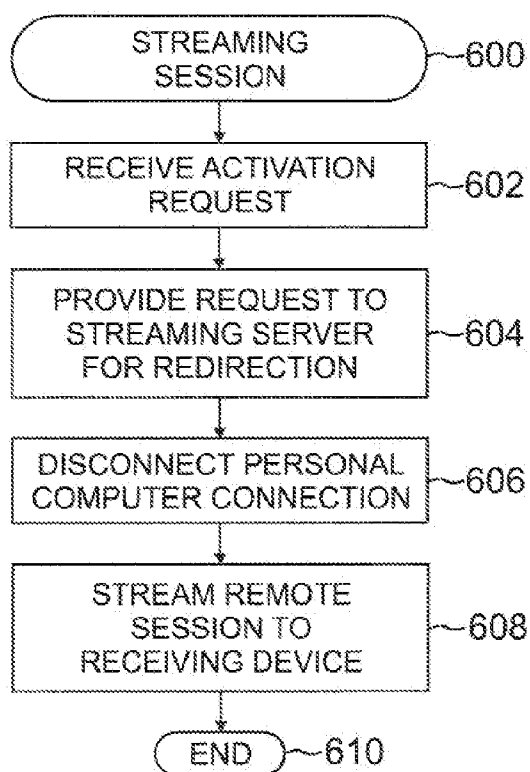 STREAMING
SESSION
600
RECEIVE ACTIVATION
REQUEST
602
PROVIDE REQUEST TO
STREAMING SERVER
FOR REDIRECTION
604
DISCONNECT PERSONAL
COMPUTER CONNECTION
606
STREAM REMOTE
SESSION TO
RECEIVING DEVICE
608
END
610